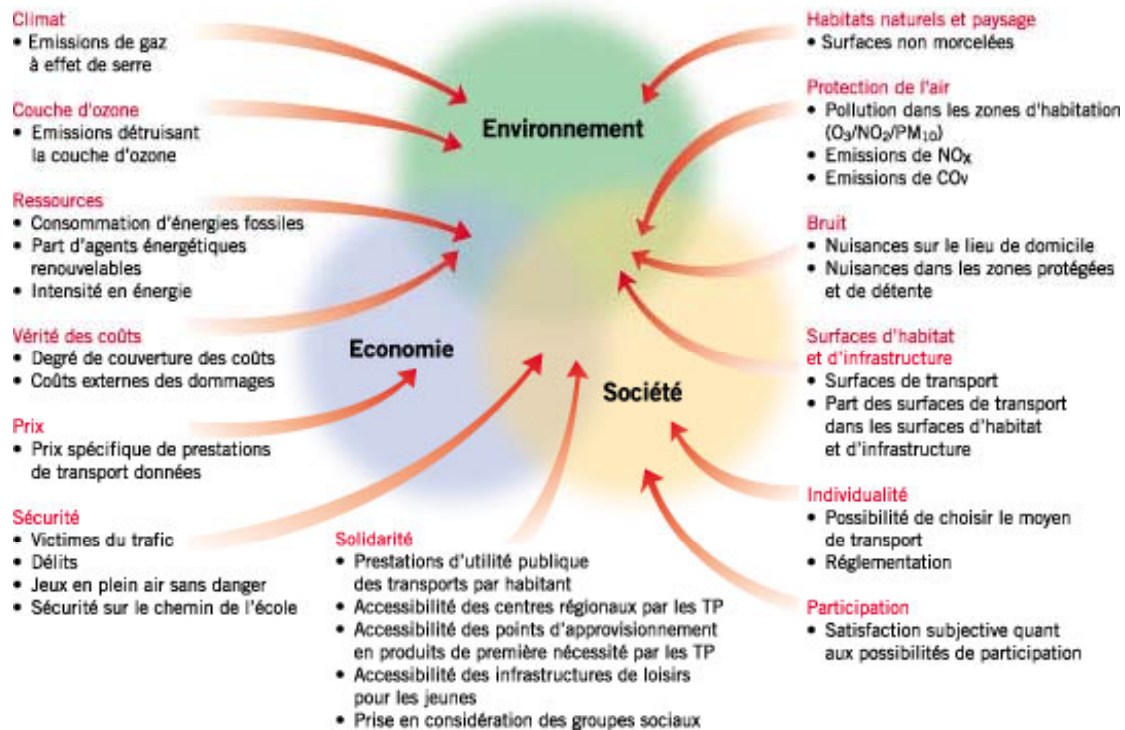 Climat
• Emissions de gaz
à effet de serre
Couche d'ozone
• Emissions détruisant
la couche d'ozone
Ressources
• Consommation d'énergies fossiles
• Part d'agents énergétiques
renouvelables
• Intensité en énergie
Vérité des coûts
• Degré de couverture des coûts
• Coûts externes des dommages
Prix
• Prix spécifique de prestations
de transport données
Sécurité
• Victimes du trafic
• Délits
• Jeux en plein air sans danger
• Sécurité sur le chemin de l'école
Environnement
Economie
Société
Solidarité
• Prestations d'utilité publique
des transports par habitant
• Accessibilité des centres régionaux par les TP
• Accessibilité des points d'approvisionnement
en produits de première nécessité par les TP
• Accessibilité des infrastructures de loisirs
pour les jeunes
• Prise en considération des groupes sociaux
Habitats naturels et paysage
• Surfaces non morcelées
Protection de l'air
• Pollution dans les zones d'habitation
(O₃/NO₂/PM₁₀)
• Emissions de NOx
• Emissions de COv
Bruit
• Nuisances sur le lieu de domicile
• Nuisances dans les zones protégées
et de détente
Surfaces d'habitat
et d'infrastructure
• Surfaces de transport
• Part des surfaces de transport
dans les surfaces d'habitat
et d'infrastructure
Individualité
• Possibilité de choisir le moyen
de transport
• Réglementation
Participation
• Satisfaction subjective quant
aux possibilités de participation